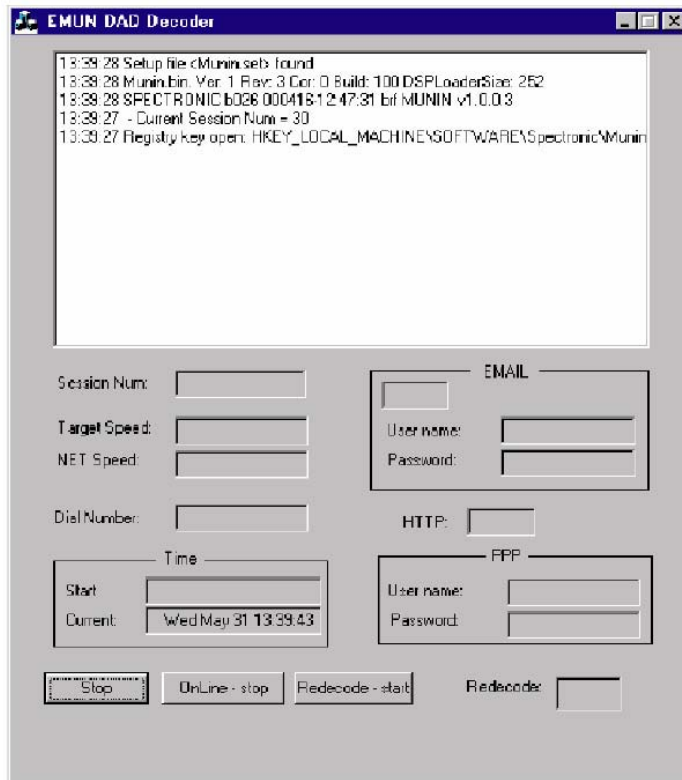 EMUN DAD Decoder
13:39:28 Setup file <Munin.set> found
13:39:28 Munin.bin. Ver: 1 Rev: 3 Cor: 0 Build: 100 DSPLoaderSize: 252
13:39:28 SPECTRONIC b026 000416-12:47:31 brf MUNIN v1.0.0.3
13:39:27 - Current Session Num = 30
13:39:27 Registry key open: HKEY_LOCAL_MACHINE\SOFTWARE\Spectronic\Munin
Session Num:
Target Speed:
NET Speed:
Dial Number:
EMAIL
User name:
Password:
HTTP:
Time
Start
Current: Wed May 31 13:39:43
PPP
User name:
Password:
Stop
OnLine - stop
Redecode - start
Redecode: